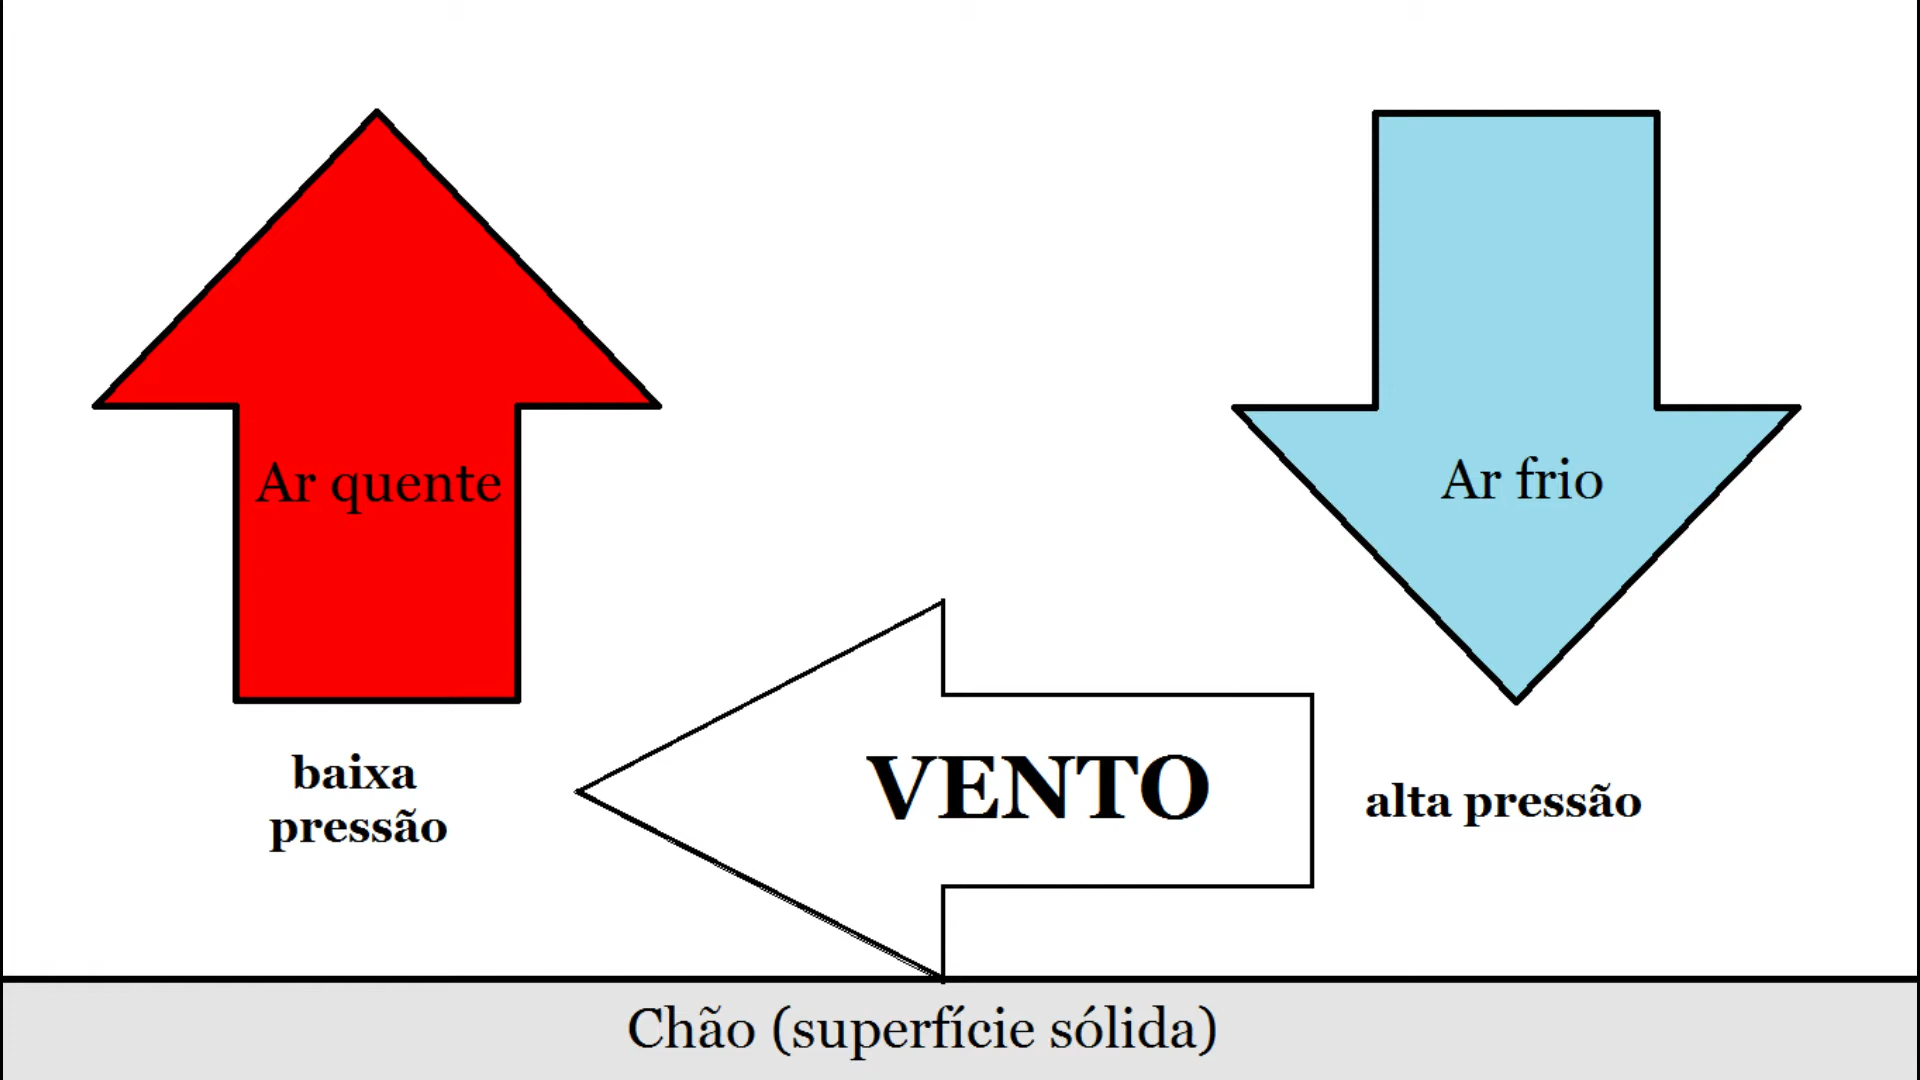 Ar quente
Ar frio
baixa
pressão
VENTO
alta pressão
Chão (superfície sólida)